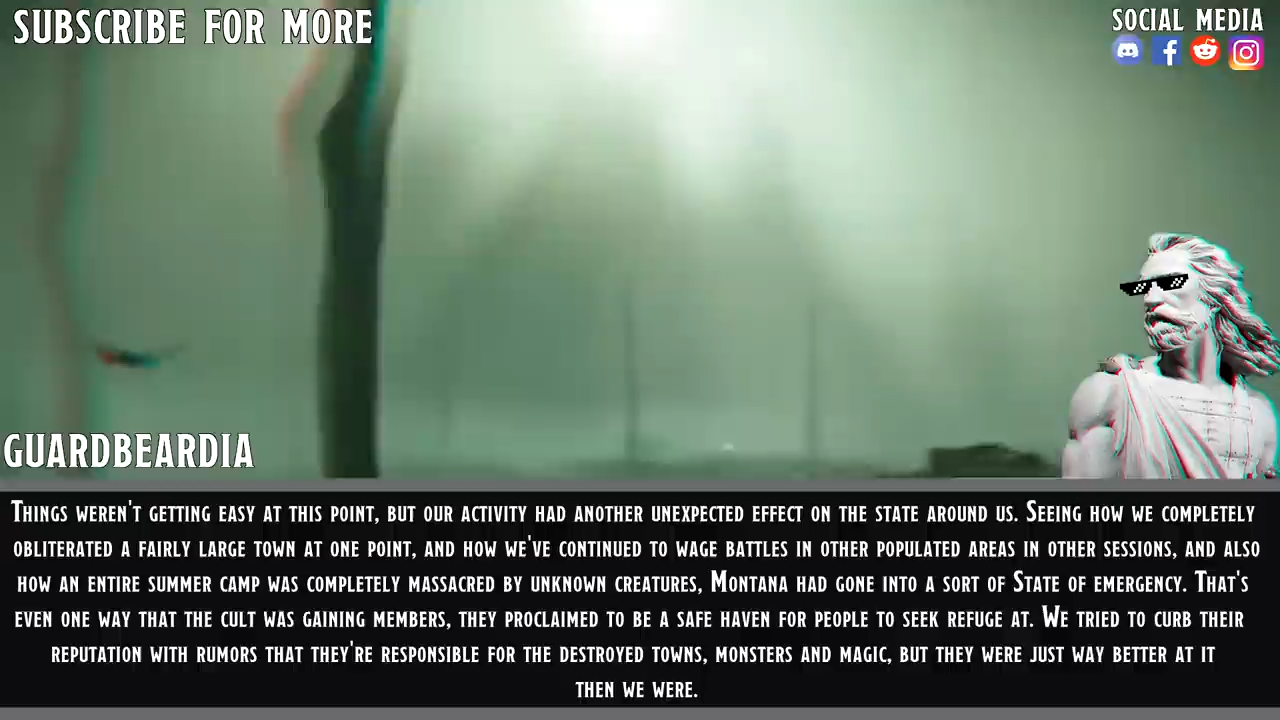 SUBSCRIBE FOR MORE
SOCIAL MEDIA
GUARDBEARDIA
Things weren't getting easy at this point, but our activity had another unexpected effect on the state around us. Seeing how we completely
obliterated a fairly large town at one point, and how we've continued to wage battles in other populated areas in other sessions, and also
how an entire summer camp was completely massacred by unknown creatures, Montana had gone into a sort of State of emergency. That's
even one way that the cult was gaining members, they proclaimed to be a safe haven for people to seek refuge at. We tried to curb their
reputation with rumors that they're responsible for the destroyed towns, monsters and magic, but they were just way better at it
then we were.